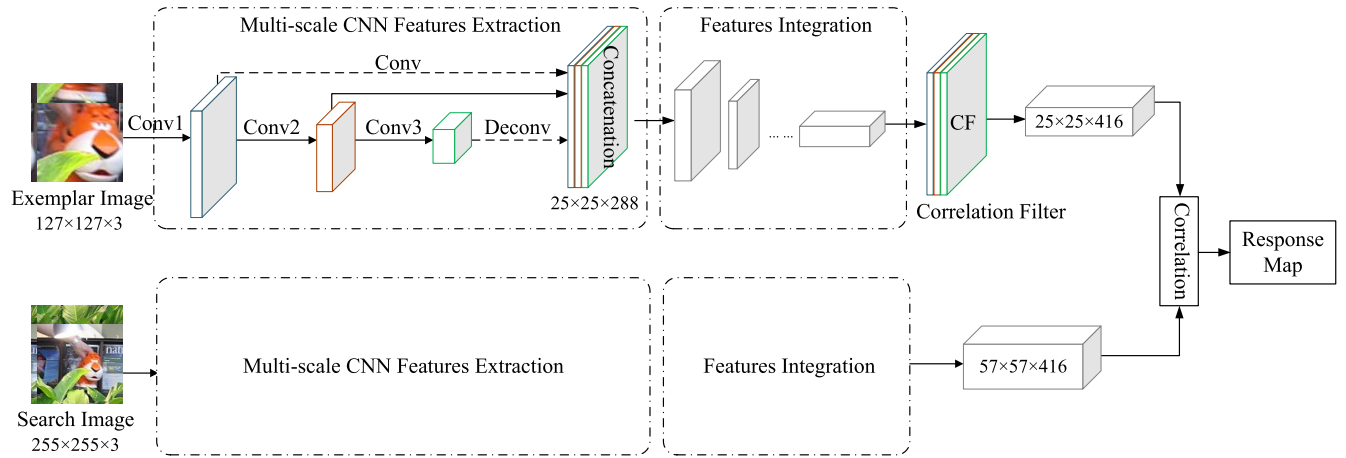 Multi-scale CNN Features Extraction
Features Integration
Conv
Concatenation
Conv1
Conv2
Conv3
Deconv
... ...
CF
25×25×416
Exemplar Image
127×127×3
25×25×288
Correlation Filter
Correlation
Response
Map
Multi-scale CNN Features Extraction
Features Integration
57×57×416
Search Image
255×255×3